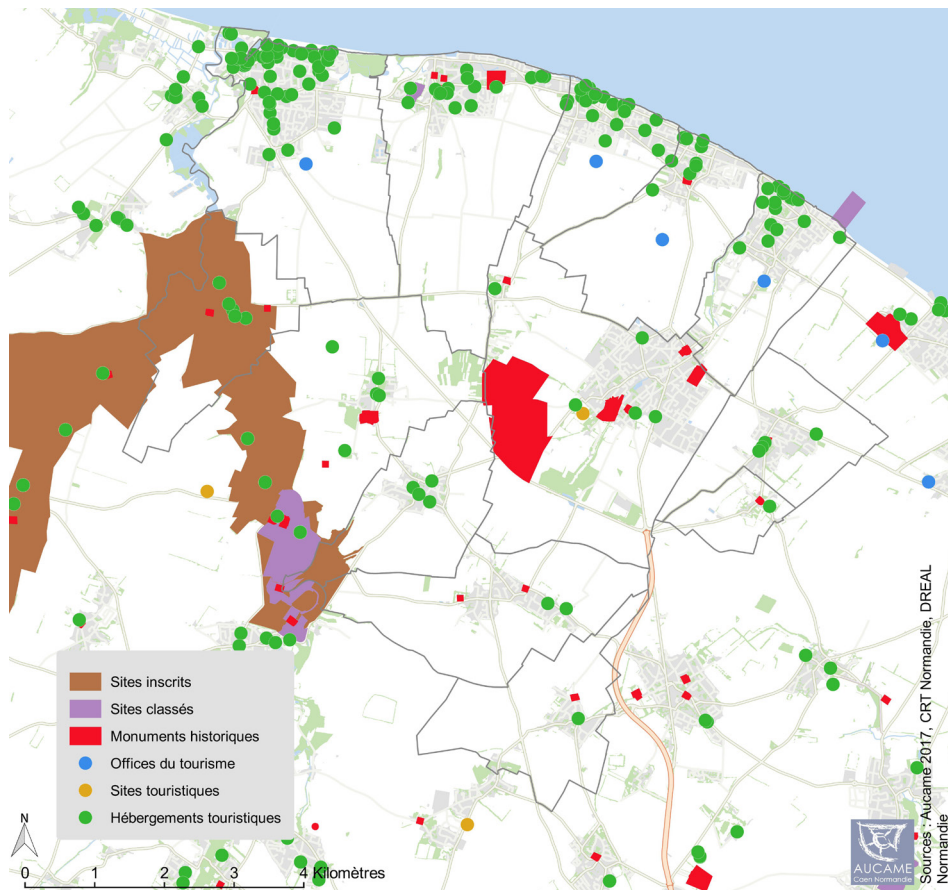 Sites inscrits
Sites classés
Monuments historiques
Offices du tourisme
Sites touristiques
Hébergements touristiques
N
0 1 2 3 4 Kilomètres
AUCAME
Caen Normandie
Sources : Aucame 2017, CRT Normandie, DREAL
Normandie